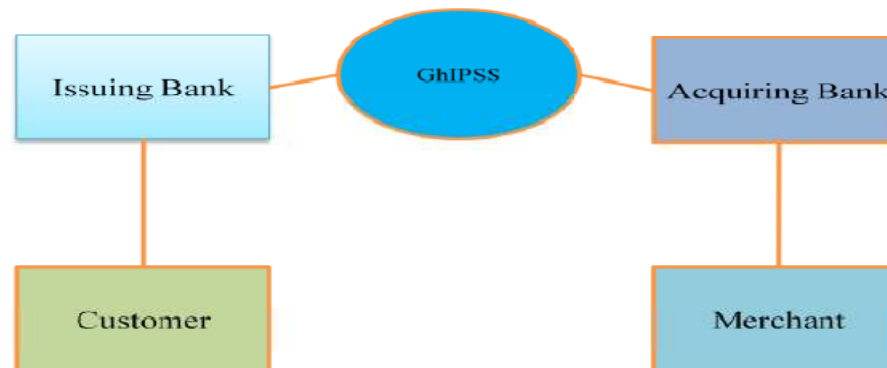 Issuing Bank
GhIPSS
Acquiring Bank
Customer
Merchant